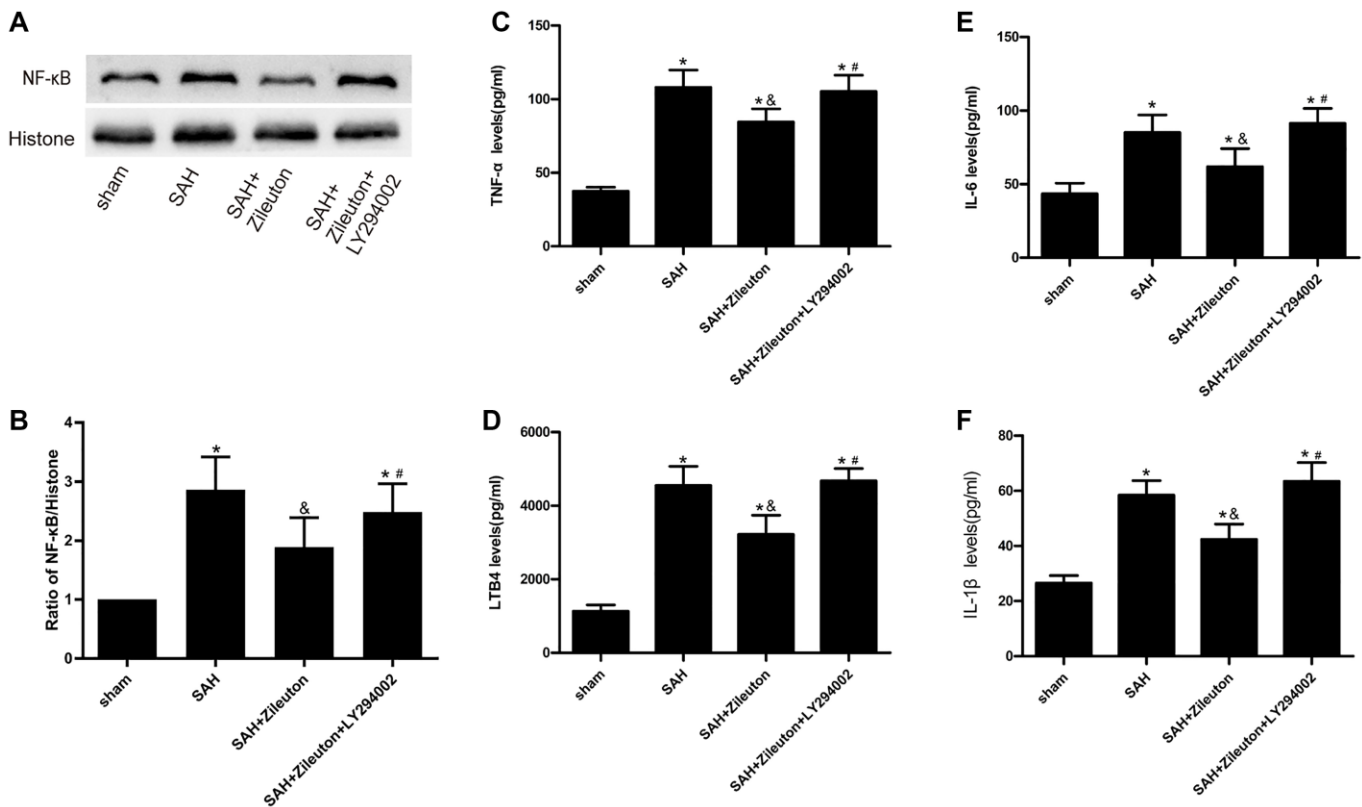 A
NF-κB
Histone
sham
SAH
SAH+
Zileuton
SAH+
Zileuton+
LY294002
B
Ratio of NF-κB/Histone
4
3
2
1
0
*
&
* #
sham
SAH
SAH+Zileuton
SAH+Zileuton+LY294002
C
TNF-α levels(pg/ml)
150
100
50
0
*
* &
* #
sham
SAH
SAH+Zileuton
SAH+Zileuton+LY294002
D
LTB4 levels(pg/ml)
6000
4000
2000
0
*
*&
* #
sham
SAH
SAH+Zileuton
SAH+Zileuton+LY294002
E
IL-6 levels(pg/ml)
150
100
50
0
*
* &
* #
sham
SAH
SAH+Zileuton
SAH+Zileuton+LY294002
F
IL-1β levels(pg/ml)
80
60
40
20
0
*
*&
* #
sham
SAH
SAH+Zileuton
SAH+Zileuton+LY294002